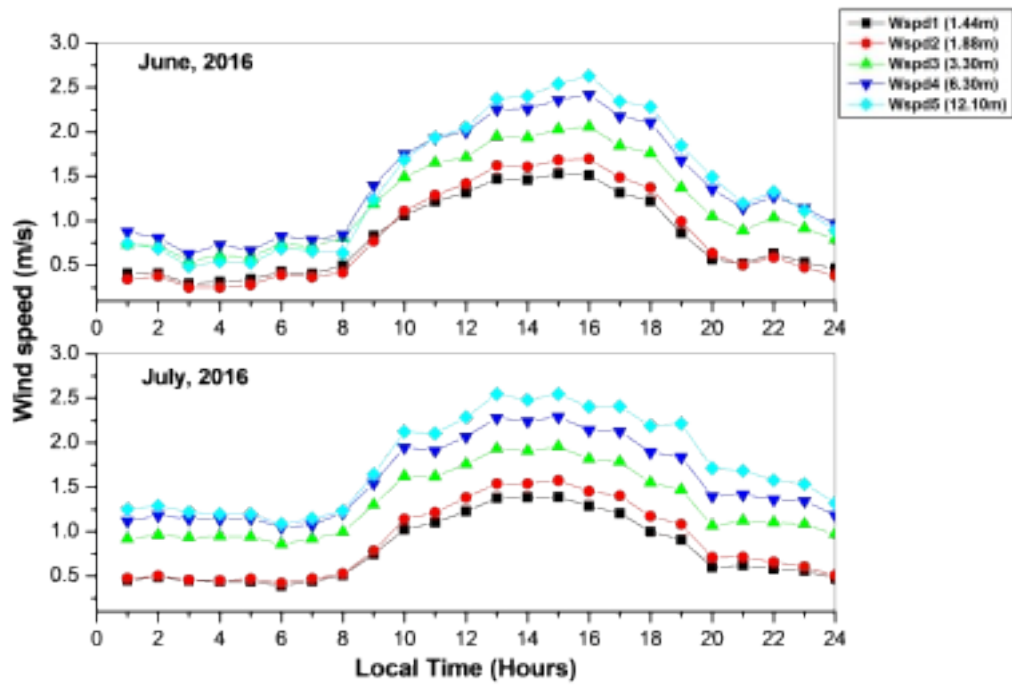 Wspd1 (1.44m)
Wspd2 (1.88m)
Wspd3 (3.30m)
Wspd4 (6.30m)
Wspd5 (12.10m)
June, 2016
3.0
2.5
2.0
1.5
1.0
0.5
0 2 4 6 8 10 12 14 16 18 20 22 24
Wind speed (m/s)
July, 2016
3.0
2.5
2.0
1.5
1.0
0.5
0 2 4 6 8 10 12 14 16 18 20 22 24
Local Time (Hours)